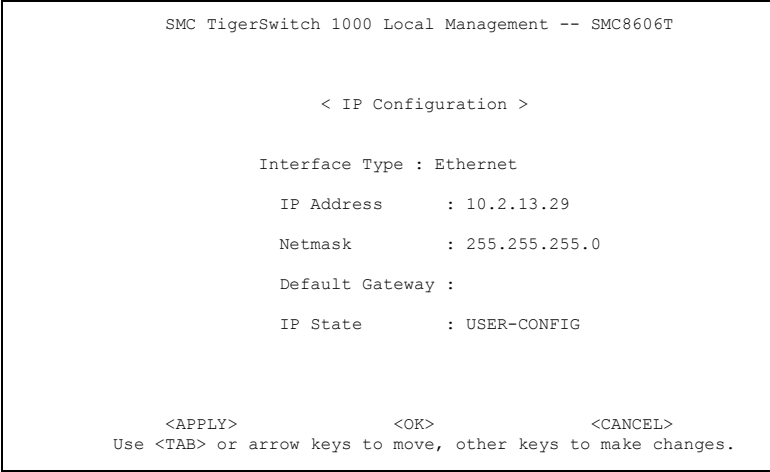 SMC TigerSwitch 1000 Local Management -- SMC8606T
< IP Configuration >
Interface Type : Ethernet
IP Address : 10.2.13.29
Netmask : 255.255.255.0
Default Gateway :
IP State : USER-CONFIG
<APPLY> <OK> <CANCEL>
Use <TAB> or arrow keys to move, other keys to make changes.